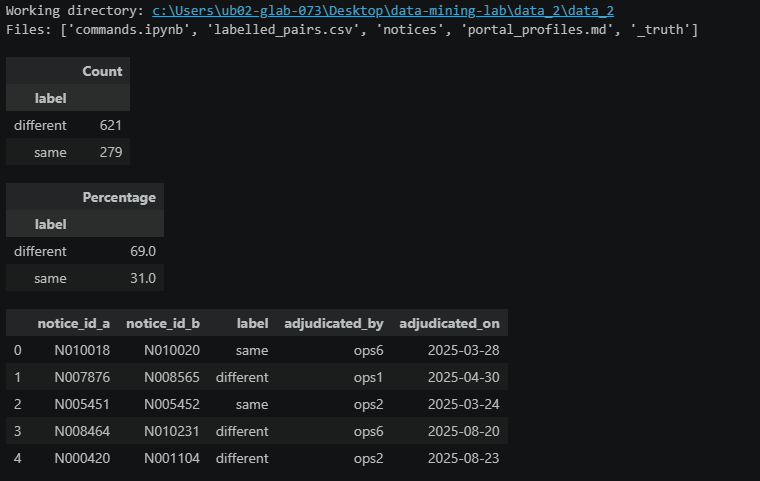 Working directory: c:\Users\ub02-glab-073\Desktop\data-mining-lab\data_2\data_2
Files: ['commands.ipynb', 'labelled_pairs.csv', 'notices', 'portal_profiles.md', '_truth']
Count
label
different 621
same 279
Percentage
label
different 69.0
same 31.0
notice_id_a notice_id_b label adjudicated_by adjudicated_on
0 N010018 N010020 same ops6 2025-03-28
1 N007876 N008565 different ops1 2025-04-30
2 N005451 N005452 same ops2 2025-03-24
3 N008464 N010231 different ops6 2025-08-20
4 N000420 N001104 different ops2 2025-08-23